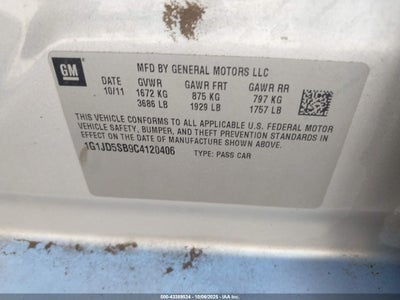 GM
MFD BY GENERAL MOTORS LLC
DATE GVWR GAWR FRT GAWR RR
10/11 1672 KG 875 KG 797 KG
3686 LB 1929 LB 1757 LB
THIS VEHICLE CONFORMS TO ALL APPLICABLE U.S. FEDERAL MOTOR
VEHICLE SAFETY, BUMPER, AND THEFT PREVENTION STANDARDS IN
EFFECT ON THE DATE OF MANUFACTURE SHOWN ABOVE.
1G1JD5SB9C4120406 TYPE: PASS CAR
000-43388534 | 10/06/2025 | IAA Inc.